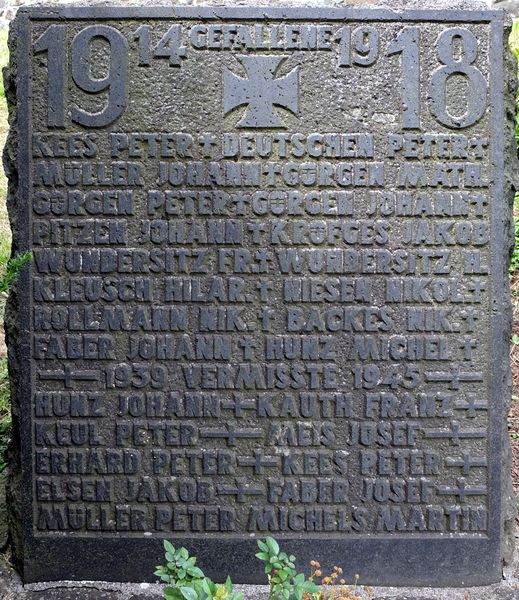 1914 GEFALLENE 1918
KEES PETER † DEUTSCHEN PETER †
MÜLLER JOHANN † GÖRGEN MATH.
GÖRGEN PETER † GÖRGEN JOHANN †
PITZEN JOHANN † KRÖFGES JAKOB
WUNDERSITZ FR. † WUNDERSITZ H.
KLEUSCH HILAR. † NIESEN NIKOL. †
ROLLMANN NIK. † BACKES NIK. †
FABER JOHANN † HUNZ MICHEL †
1939 VERMISSTE 1945
HUNZ JOHANN KAUTH FRANZ
KEUL PETER MEIS JOSEF
ERHARD PETER KEES PETER
ELSEN JAKOB FABER JOSEF
MÜLLER PETER MICHELS MARTIN